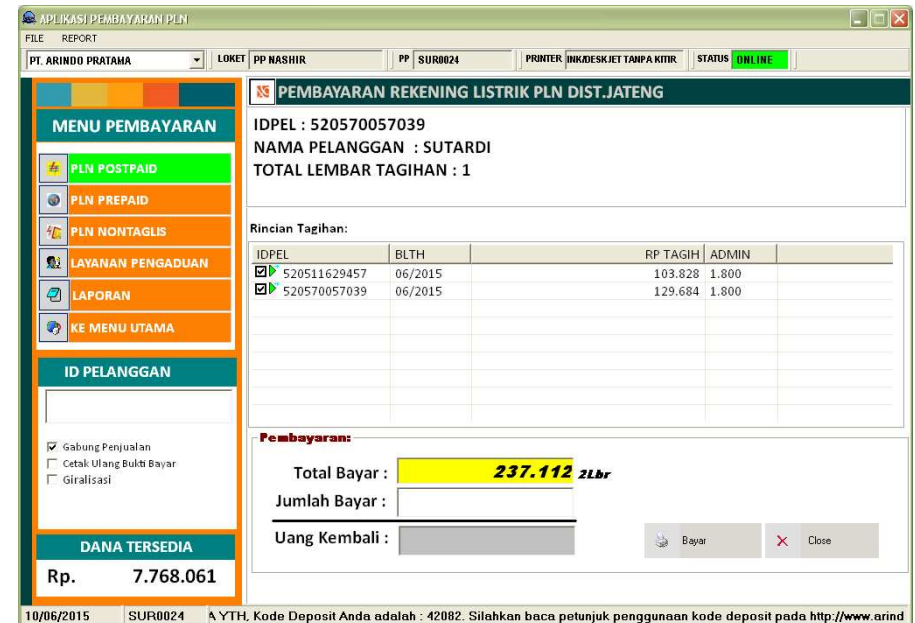 APLIKASI PEMBAYARAN PLN
FILE REPORT
PT. ARINDO PRATAMA LOKET PP NASHIR PP SUR0024 PRINTER INK/DESKJET TANPA KITIR STATUS ONLINE
MENU PEMBAYARAN
PLN POSTPAID
PLN PREPAID
PLN NONTAGLIS
LAYANAN PENGADUAN
LAPORAN
KE MENU UTAMA
ID PELANGGAN
Gabung Penjualan
Cetak Ulang Bukti Bayar
Giralisasi
DANA TERSEDIA
Rp. 7.768.061
PEMBAYARAN REKENING LISTRIK PLN DIST.JATENG
IDPEL : 520570057039
NAMA PELANGGAN : SUTARDI
TOTAL LEMBAR TAGIHAN : 1
Rincian Tagihan:
IDPEL BLTH RP TAGIH ADMIN
520511629457 06/2015 103.828 1.800
520570057039 06/2015 129.684 1.800
Pembayaran:
Total Bayar : 237.112 2Lbr
Jumlah Bayar :
Uang Kembali :
Bayar Close
10/06/2015 SUR0024 A YTH, Kode Deposit Anda adalah : 42082. Silahkan baca petunjuk penggunaan kode deposit pada http://www.arind